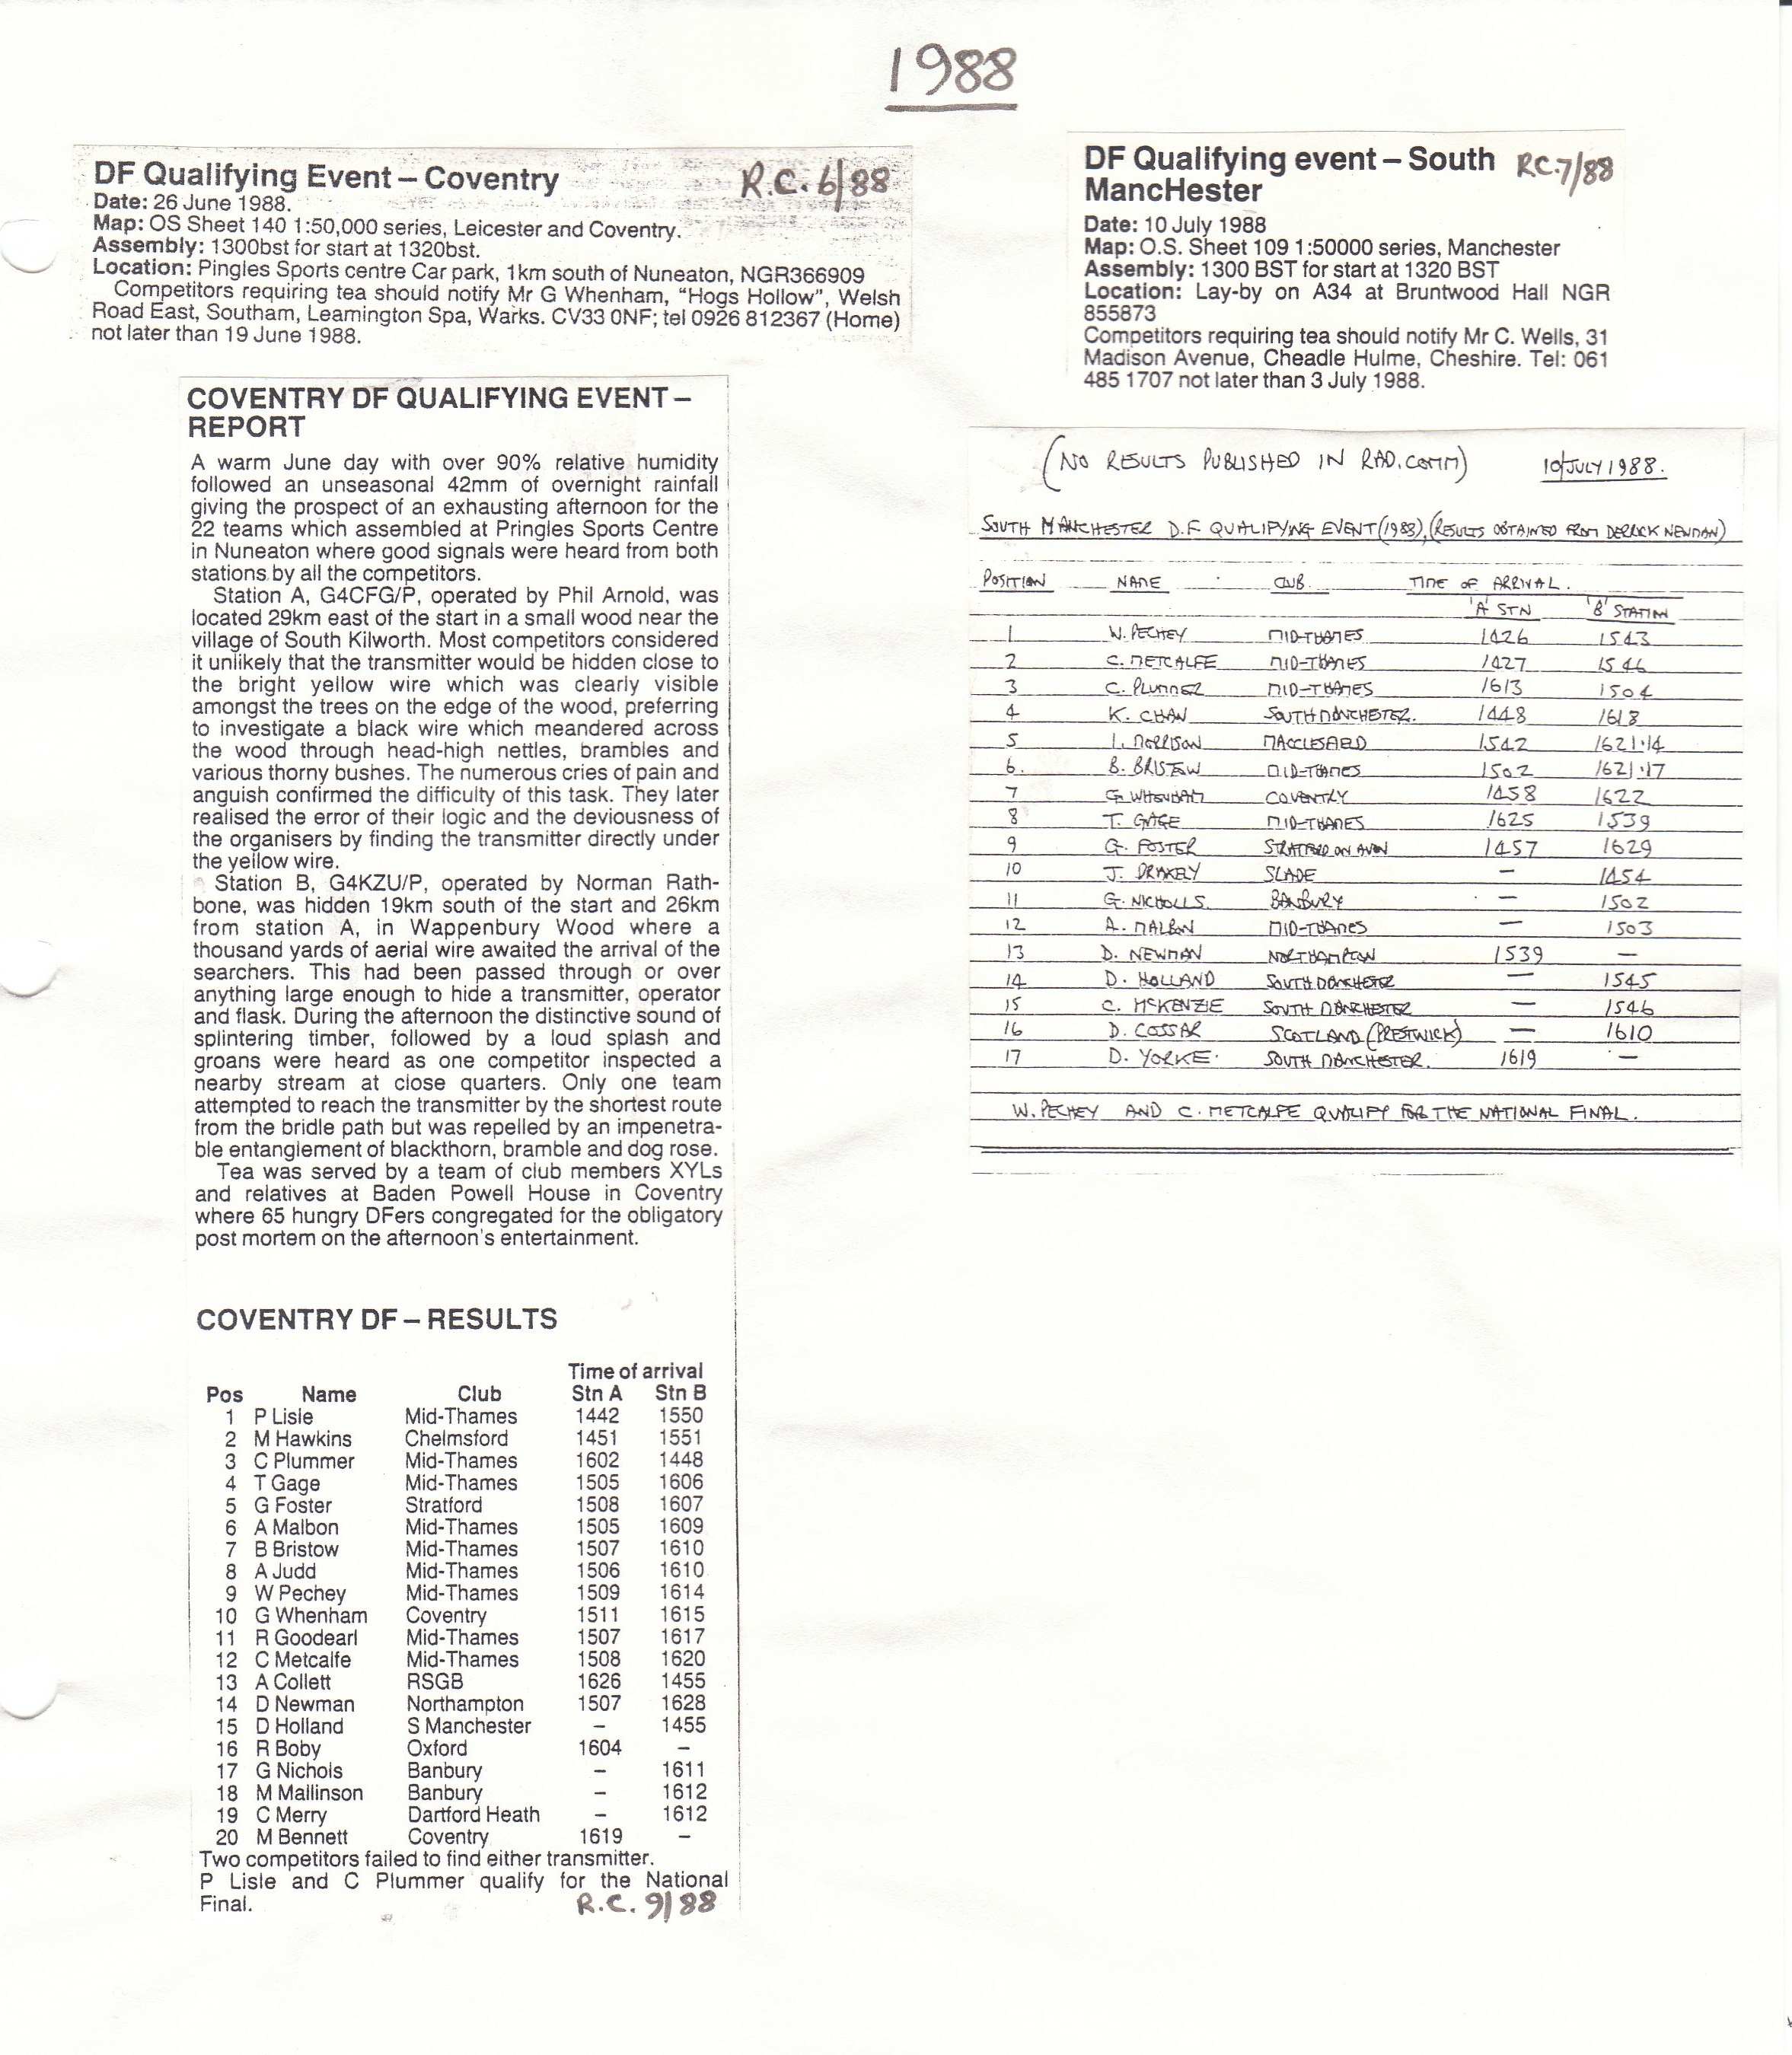 1988
DF Qualifying Event – Coventry R.C. 6/88
Date: 26 June 1988.
Map: OS Sheet 140 1:50,000 series, Leicester and Coventry.
Assembly: 1300bst for start at 1320bst.
Location: Pingles Sports centre Car park, 1km south of Nuneaton, NGR366909
Competitors requiring tea should notify Mr G Whenham, “Hogs Hollow”, Welsh
Road East, Southam, Leamington Spa, Warks. CV33 0NF; tel 0926 812367 (Home)
not later than 19 June 1988.
COVENTRY DF QUALIFYING EVENT –
REPORT
A warm June day with over 90% relative humidity
followed an unseasonal 42mm of overnight rainfall
giving the prospect of an exhausting afternoon for the
22 teams which assembled at Pringles Sports Centre
in Nuneaton where good signals were heard from both
stations by all the competitors.
Station A, G4CFG/P, operated by Phil Arnold, was
located 29km east of the start in a small wood near the
village of South Kilworth. Most competitors considered
it unlikely that the transmitter would be hidden close to
the bright yellow wire which was clearly visible
amongst the trees on the edge of the wood, preferring
to investigate a black wire which meandered across
the wood through head-high nettles, brambles and
various thorny bushes. The numerous cries of pain and
anguish confirmed the difficulty of this task. They later
realised the error of their logic and the deviousness of
the organisers by finding the transmitter directly under
the yellow wire.
Station B, G4KZU/P, operated by Norman Rath-
bone, was hidden 19km south of the start and 26km
from station A, in Wappenbury Wood where a
thousand yards of aerial wire awaited the arrival of the
searchers. This had been passed through or over
anything large enough to hide a transmitter, operator
and flask. During the afternoon the distinctive sound of
splintering timber, followed by a loud splash and
groans were heard as one competitor inspected a
nearby stream at close quarters. Only one team
attempted to reach the transmitter by the shortest route
from the bridle path but was repelled by an impenetra-
ble entanglement of blackthorn, bramble and dog rose.
Tea was served by a team of club members XYLs
and relatives at Baden Powell House in Coventry
where 65 hungry DFers congregated for the obligatory
post mortem on the afternoon's entertainment.
COVENTRY DF – RESULTS
Time of arrival
Pos Name Club Stn A Stn B
1 P Lisle Mid-Thames 1442 1550
2 M Hawkins Chelmsford 1451 1551
3 C Plummer Mid-Thames 1602 1448
4 T Gage Mid-Thames 1505 1606
5 G Foster Stratford 1508 1607
6 A Malbon Mid-Thames 1505 1609
7 B Bristow Mid-Thames 1507 1610
8 A Judd Mid-Thames 1506 1610
9 W Pechey Mid-Thames 1509 1614
10 G Whenham Coventry 1511 1615
11 R Goodearl Mid-Thames 1507 1617
12 C Metcalfe Mid-Thames 1508 1620
13 A Collett RSGB 1626 1455
14 D Newman Northampton 1507 1628
15 D Holland S Manchester – 1455
16 R Boby Oxford 1604 –
17 G Nichols Banbury – 1611
18 M Mallinson Banbury – 1612
19 C Merry Dartford Heath – 1612
20 M Bennett Coventry 1619 –
Two competitors failed to find either transmitter.
P Lisle and C Plummer qualify for the National
Final. R.C. 9/88
DF Qualifying event – South R.C. 7/88
MancHester
Date: 10 July 1988
Map: O.S. Sheet 109 1:50000 series, Manchester
Assembly: 1300 BST for start at 1320 BST
Location: Lay-by on A34 at Bruntwood Hall NGR
855873
Competitors requiring tea should notify Mr C. Wells, 31
Madison Avenue, Cheadle Hulme, Cheshire. Tel: 061
485 1707 not later than 3 July 1988.
(NO RESULTS PUBLISHED IN RAD.COMM) 10 JULY 1988.
SOUTH MANCHESTER D.F QUALIFYING EVENT (1988), (RESULTS OBTAINED FROM DERRICK NEWMAN)
POSITION NAME CLUB TIME OF ARRIVAL.
'A' STN 'B' STATION
1 W. PECHEY MID-THAMES 1426 1543
2 C. METCALFE MID-THAMES 1427 1546
3 C. PLUMMER MID-THAMES 1613 1504
4 K. CHAN SOUTH MANCHESTER. 1448 1618
5 I. MORRISON MACCLESFIELD 1542 1621.14
6. B. BRISTOW MID-THAMES 1502 1621.17
7 G. WHENHAM COVENTRY 1458 1622
8 T. GAGE MID-THAMES 1625 1539
9 G. FOSTER STRATFORD ON AVON 1457 1629
10 J. DRAKELY SLADE – 1454
11 G. NICHOLLS. BANBURY – 1502
12 A. MALBON MID-THAMES – 1503
13 D. NEWMAN NORTHAMPTON 1539 –
14 D. HOLLAND SOUTH MANCHESTER – 1545
15 C. McKENZIE SOUTH MANCHESTER – 1546
16 D. COSSAR SCOTLAND (PRESTWICK) – 1610
17 D. YORKE. SOUTH MANCHESTER. 1619 –
W. PECHEY AND C. METCALFE QUALIFY FOR THE NATIONAL FINAL.